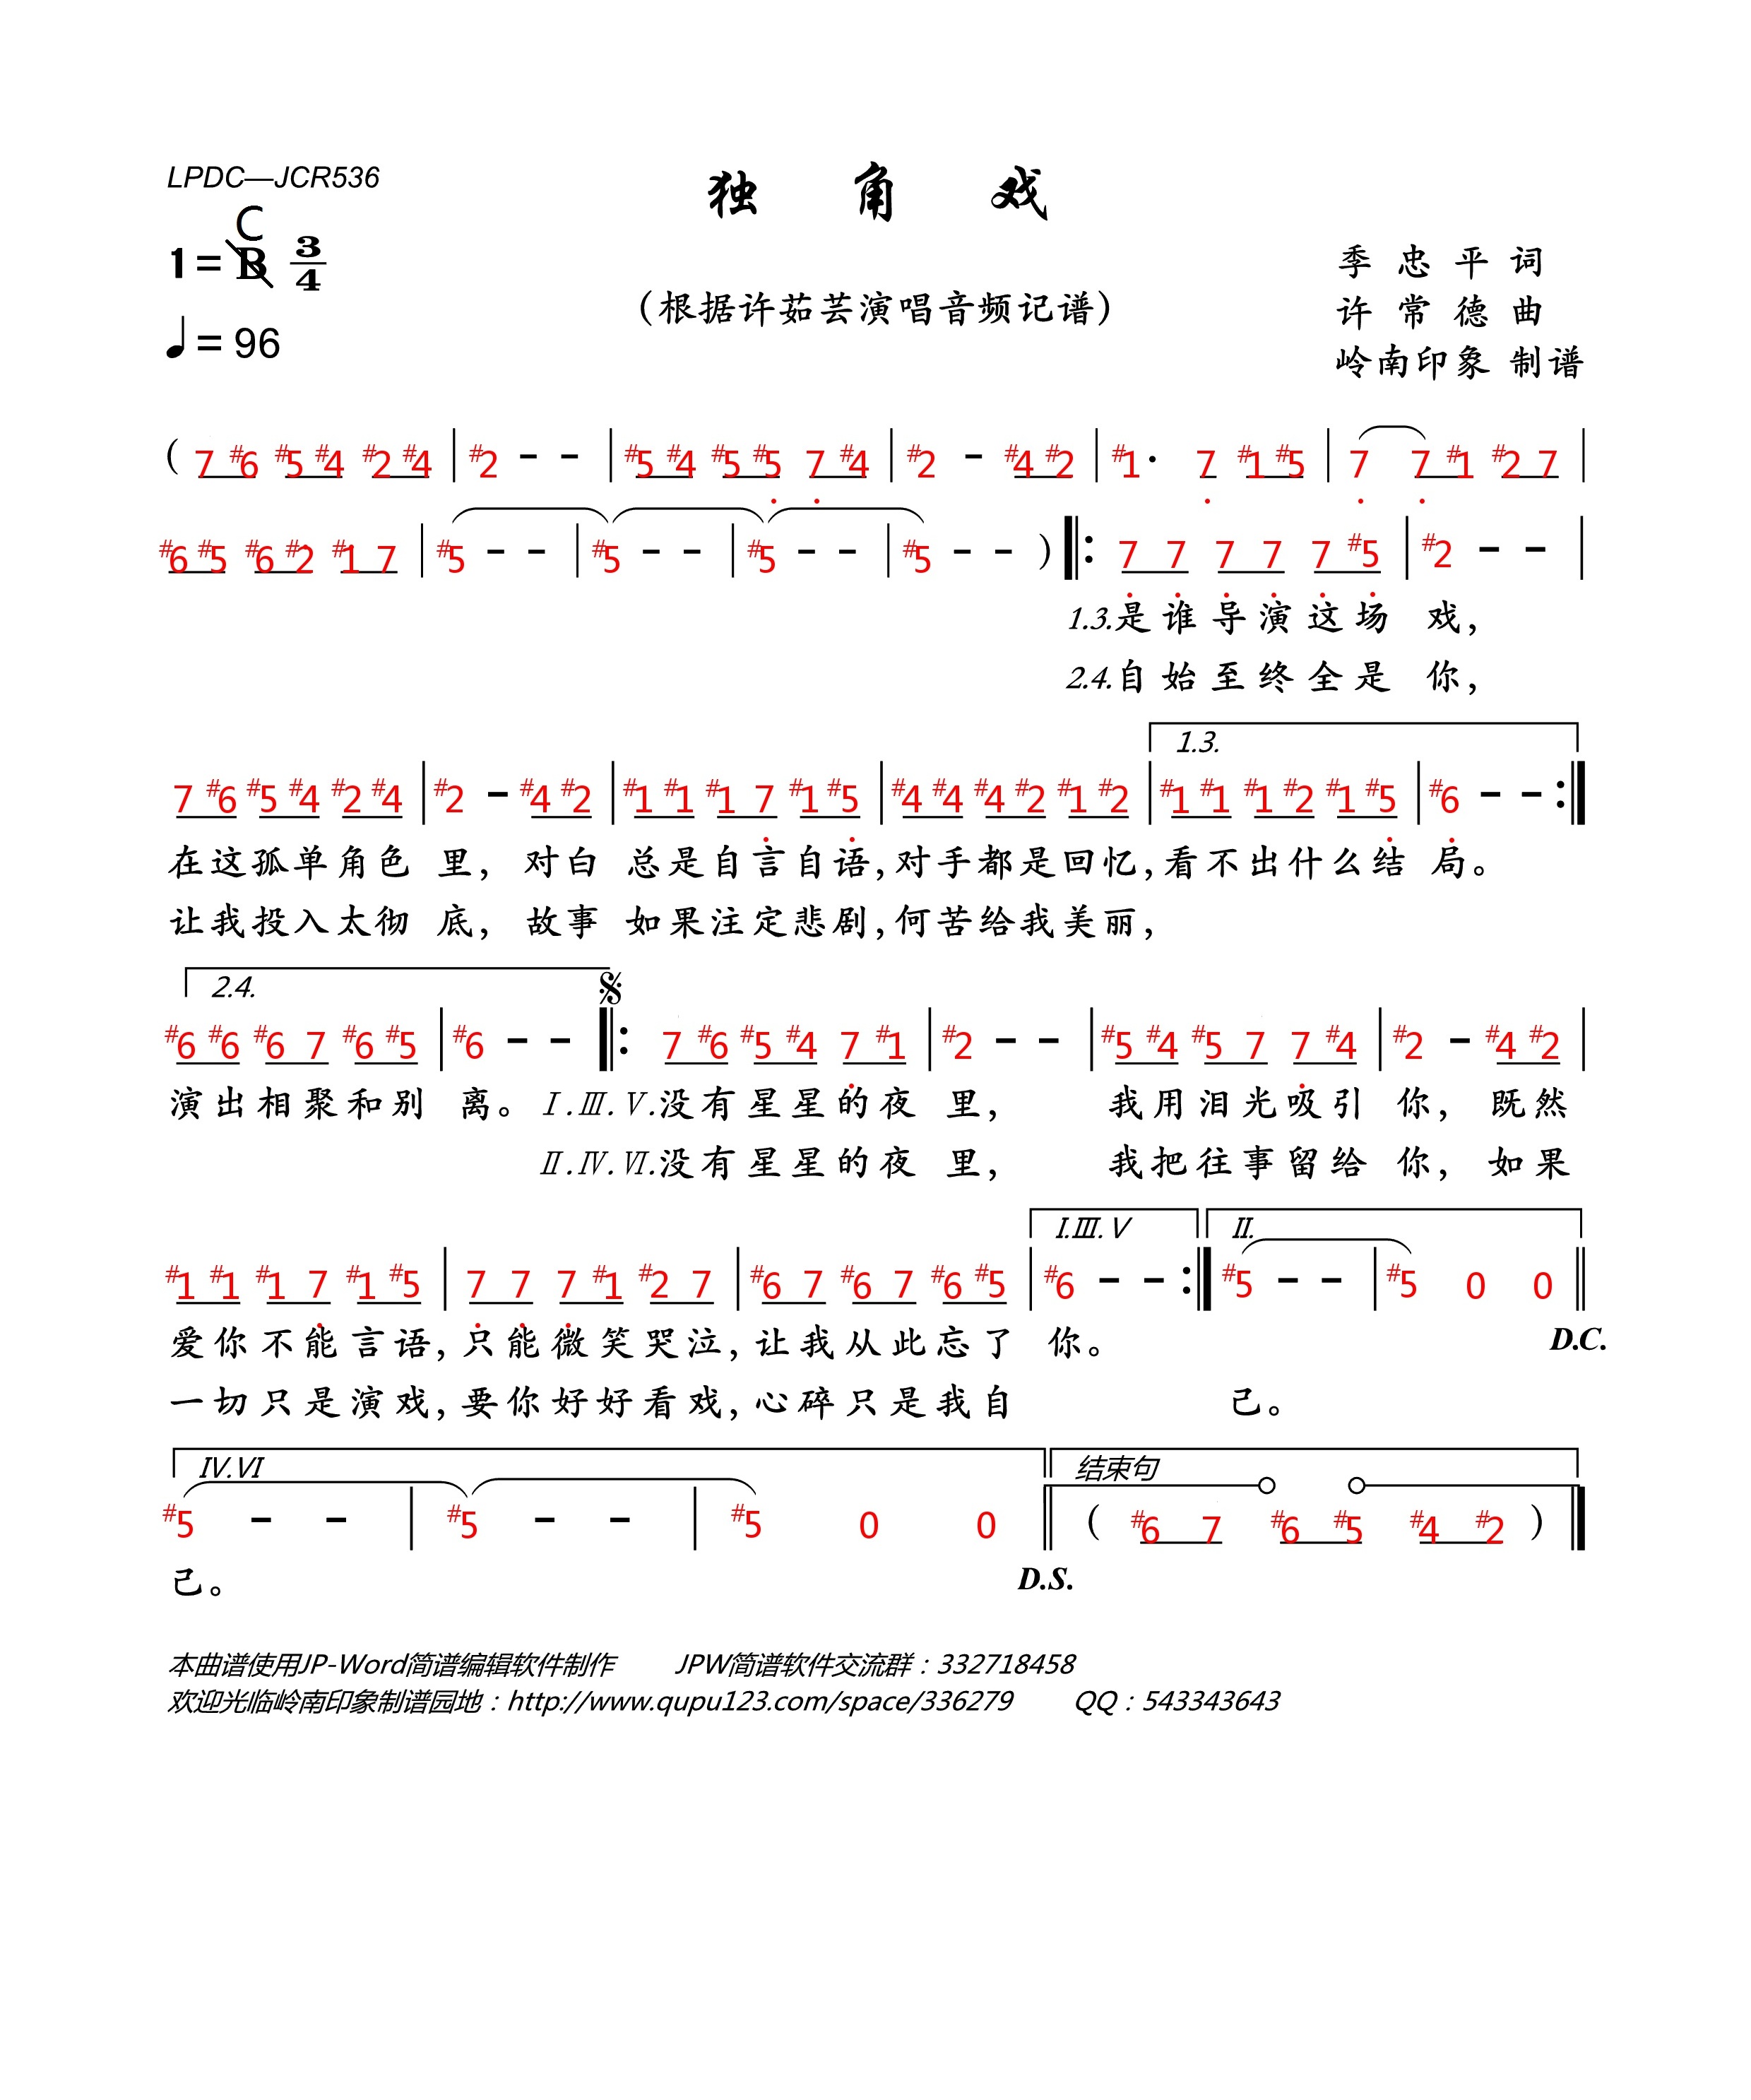 LPDC—JCR536
独 角 戏
C
1=B 3/4
(根据许茹芸演唱音频记谱)
季 忠 平 词
许 常 德 曲
岭南印象 制谱
♩= 96
( 7 #6 #5 #4 #2 #4 | #2 - - | #5 #4 #5 #5 7 #4 | #2 - #4 #2 | #1· 7 #1 #5 | 7 7 #1 #2 7 |
#6 #5 #6 #2 #1 7 | #5 - - | #5 - - | #5 - - | #5 - - ) ‖: 7 7 7 7 7 #5 | #2 - - |
1.3.是谁导演这场 戏,
2.4.自始至终全是 你,
1.3.
7 #6 #5 #4 #2 #4 | #2 - #4 #2 | #1 #1 #1 7 #1 #5 | #4 #4 #4 #2 #1 #2 | #1 #1 #1 #2 #1 #5 | #6 - - :‖
在这孤单角色 里, 对白 总是自言自语,对手都是回忆,看不出什么结 局。
让我投入太彻 底, 故事 如果注定悲剧,何苦给我美丽,
2.4. 𝄋
#6 #6 #6 7 #6 #5 | #6 - - ‖: 7 #6 #5 #4 7 #1 | #2 - - | #5 #4 #5 7 7 #4 | #2 - #4 #2 |
演出相聚和别 离。 Ⅰ.Ⅲ.Ⅴ.没有星星的夜 里, 我用泪光吸引 你, 既然
Ⅱ.Ⅳ.Ⅵ.没有星星的夜 里, 我把往事留给 你, 如果
Ⅰ.Ⅲ.Ⅴ Ⅱ.
#1 #1 #1 7 #1 #5 | 7 7 7 #1 #2 7 | #6 7 #6 7 #6 #5 | #6 - - :‖ #5 - - | #5 0 0 ‖
爱你不能言语,只能微笑哭泣,让我从此忘了 你。 D.C.
一切只是演戏,要你好好看戏,心碎只是我自 己。
Ⅳ.Ⅵ 结束句
#5 - - | #5 - - | #5 0 0 ‖ ( #6 7 #6 #5 #4 #2 ) ‖
己。 D.S.
本曲谱使用JP-Word简谱编辑软件制作 JPW简谱软件交流群：332718458
欢迎光临岭南印象制谱园地：http://www.qupu123.com/space/336279 QQ：543343643